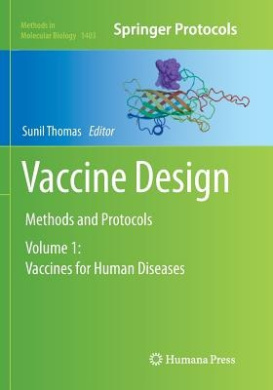 Methods in
Molecular Biology 1403
Springer Protocols
Sunil Thomas Editor
Vaccine Design
Methods and Protocols
Volume 1:
Vaccines for Human Diseases
Humana Press